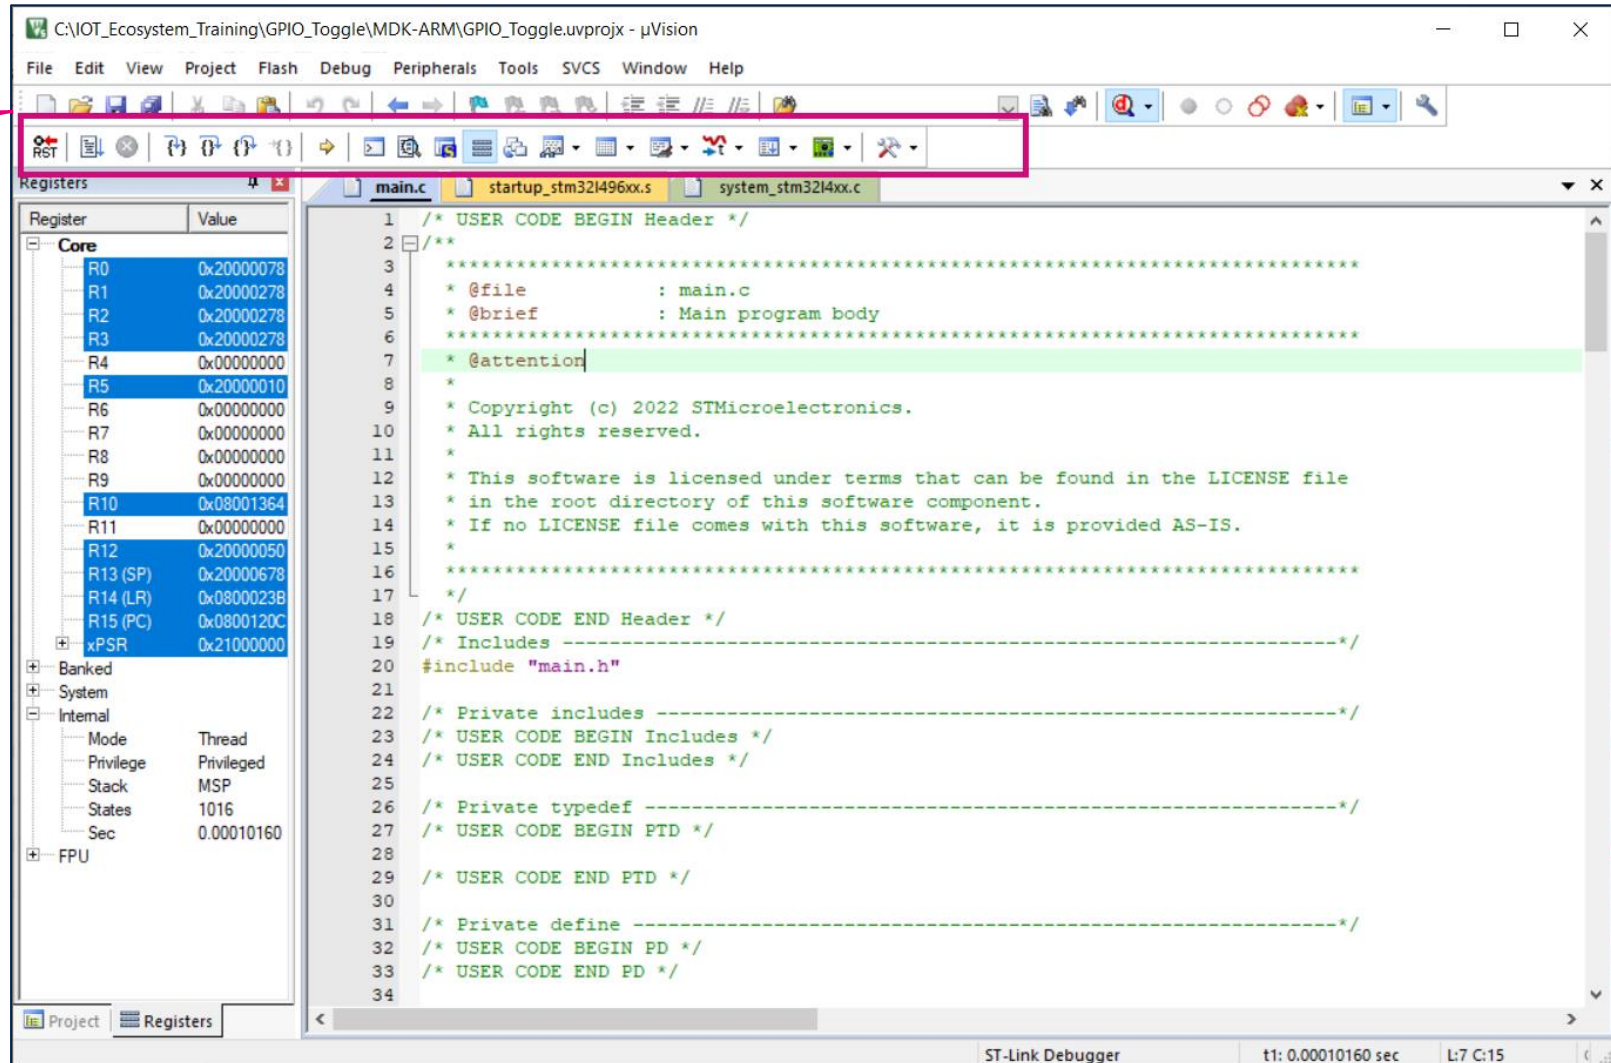 C:\IOT_Ecosystem_Training\GPIO_Toggle\MDK-ARM\GPIO_Toggle.uvprojx - µVision
File Edit View Project Flash Debug Peripherals Tools SVCS Window Help
RST
Registers
main.c startup_stm32l496xx.s system_stm32l4xx.c
Register Value
Core
R0 0x20000078
R1 0x20000278
R2 0x20000278
R3 0x20000278
R4 0x00000000
R5 0x20000010
R6 0x00000000
R7 0x00000000
R8 0x00000000
R9 0x00000000
R10 0x08001364
R11 0x00000000
R12 0x20000050
R13 (SP) 0x20000678
R14 (LR) 0x0800023B
R15 (PC) 0x0800120C
xPSR 0x21000000
Banked
System
Internal
Mode Thread
Privilege Privileged
Stack MSP
States 1016
Sec 0.00010160
FPU
Project Registers
1 /* USER CODE BEGIN Header */
2 /**
3 ******************************************************************************
4 * @file : main.c
5 * @brief : Main program body
6 ******************************************************************************
7 * @attention
8 *
9 * Copyright (c) 2022 STMicroelectronics.
10 * All rights reserved.
11 *
12 * This software is licensed under terms that can be found in the LICENSE file
13 * in the root directory of this software component.
14 * If no LICENSE file comes with this software, it is provided AS-IS.
15 *
16 ******************************************************************************
17 */
18 /* USER CODE END Header */
19 /* Includes ------------------------------------------------------------------*/
20 #include "main.h"
21
22 /* Private includes ----------------------------------------------------------*/
23 /* USER CODE BEGIN Includes */
24 /* USER CODE END Includes */
25
26 /* Private typedef -----------------------------------------------------------*/
27 /* USER CODE BEGIN PTD */
28
29 /* USER CODE END PTD */
30
31 /* Private define ------------------------------------------------------------*/
32 /* USER CODE BEGIN PD */
33 /* USER CODE END PD */
34
ST-Link Debugger t1: 0.00010160 sec L:7 C:15